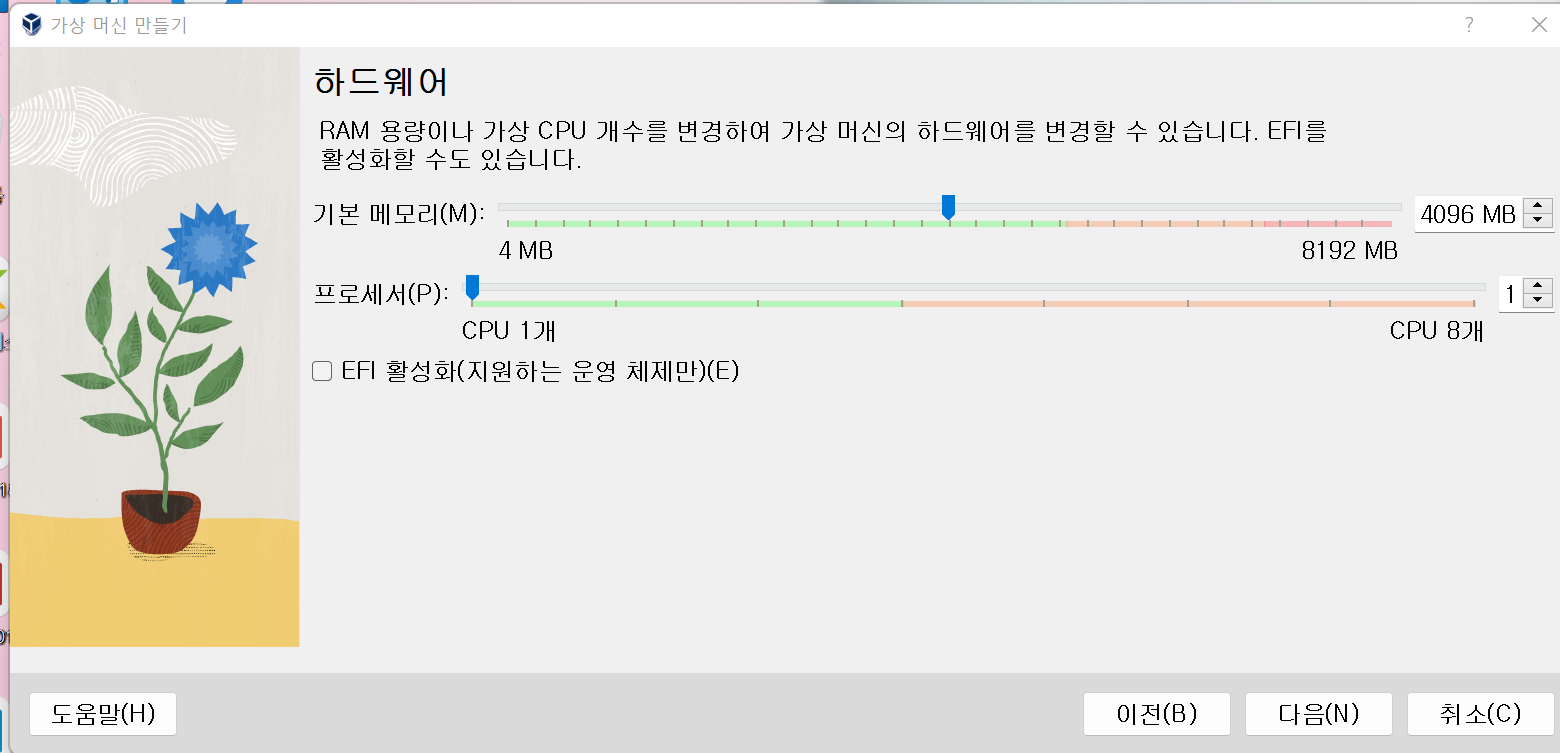 가상 머신 만들기
?
하드웨어
RAM 용량이나 가상 CPU 개수를 변경하여 가상 머신의 하드웨어를 변경할 수 있습니다. EFI를
활성화할 수도 있습니다.
기본 메모리(M):
4096 MB
4 MB
8192 MB
프로세서(P):
1
CPU 1개
CPU 8개
EFI 활성화(지원하는 운영 체제만)(E)
도움말(H)
이전(B)
다음(N)
취소(C)